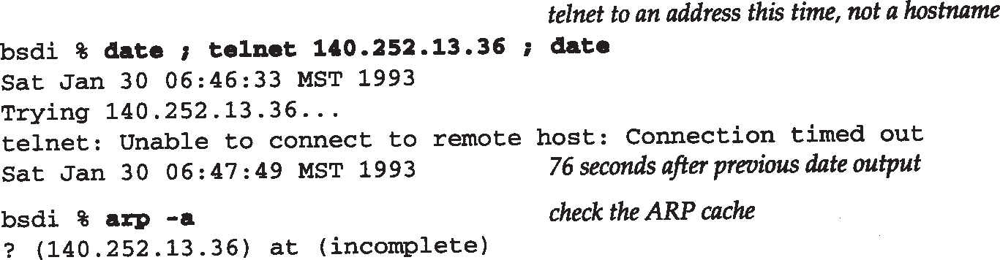 telnet to an address this time, not a hostname
bsdi % date ; telnet 140.252.13.36 ; date
Sat Jan 30 06:46:33 MST 1993
Trying 140.252.13.36...
telnet: Unable to connect to remote host: Connection timed out
Sat Jan 30 06:47:49 MST 1993 76 seconds after previous date output
bsdi % arp -a check the ARP cache
? (140.252.13.36) at (incomplete)